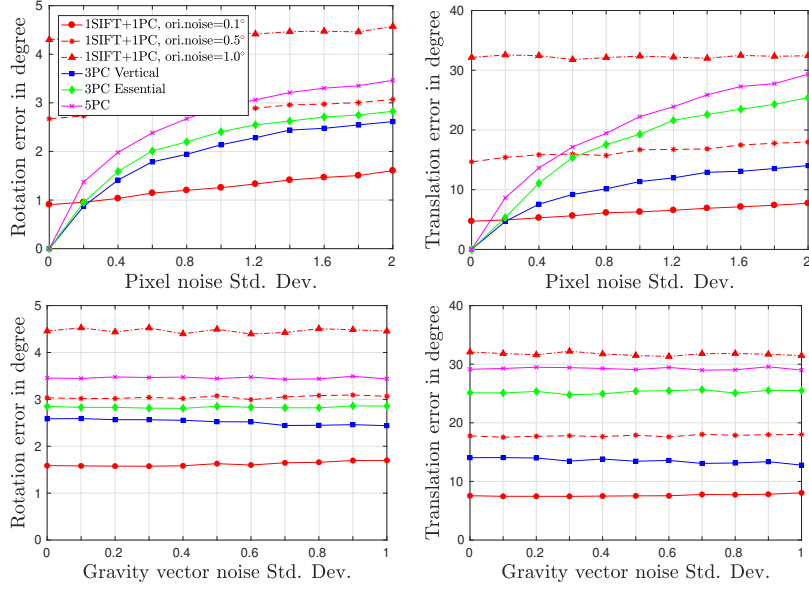 Rotation error in degree
5
4
3
2
1
0
1SIFT+1PC, ori.noise=0.1°
1SIFT+1PC, ori.noise=0.5°
1SIFT+1PC, ori.noise=1.0°
3PC Vertical
3PC Essential
5PC
0 0.4 0.8 1.2 1.6 2
Pixel noise Std. Dev.
Translation error in degree
40
30
20
10
0
0 0.4 0.8 1.2 1.6 2
Pixel noise Std. Dev.
Rotation error in degree
5
4
3
2
1
0
0 0.2 0.4 0.6 0.8 1
Gravity vector noise Std. Dev.
Translation error in degree
40
30
20
10
0
0 0.2 0.4 0.6 0.8 1
Gravity vector noise Std. Dev.